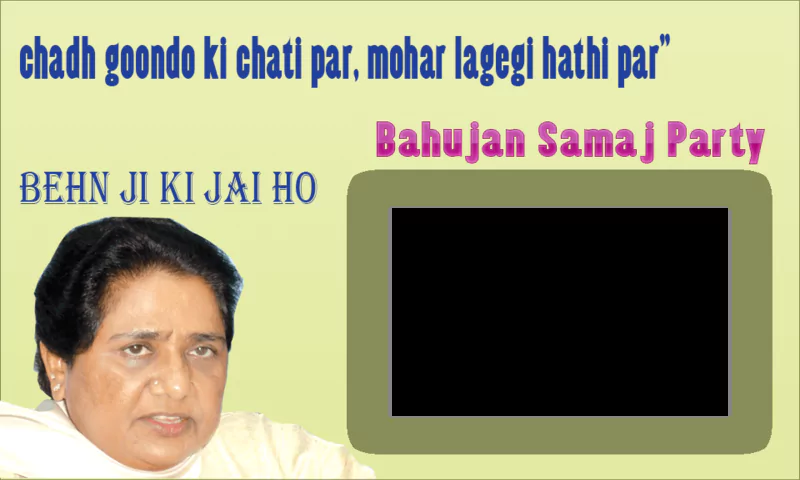 chadh goondo ki chati par, mohar lagegi hathi par”
Bahujan Samaj Party
BEHN JI KI JAI HO